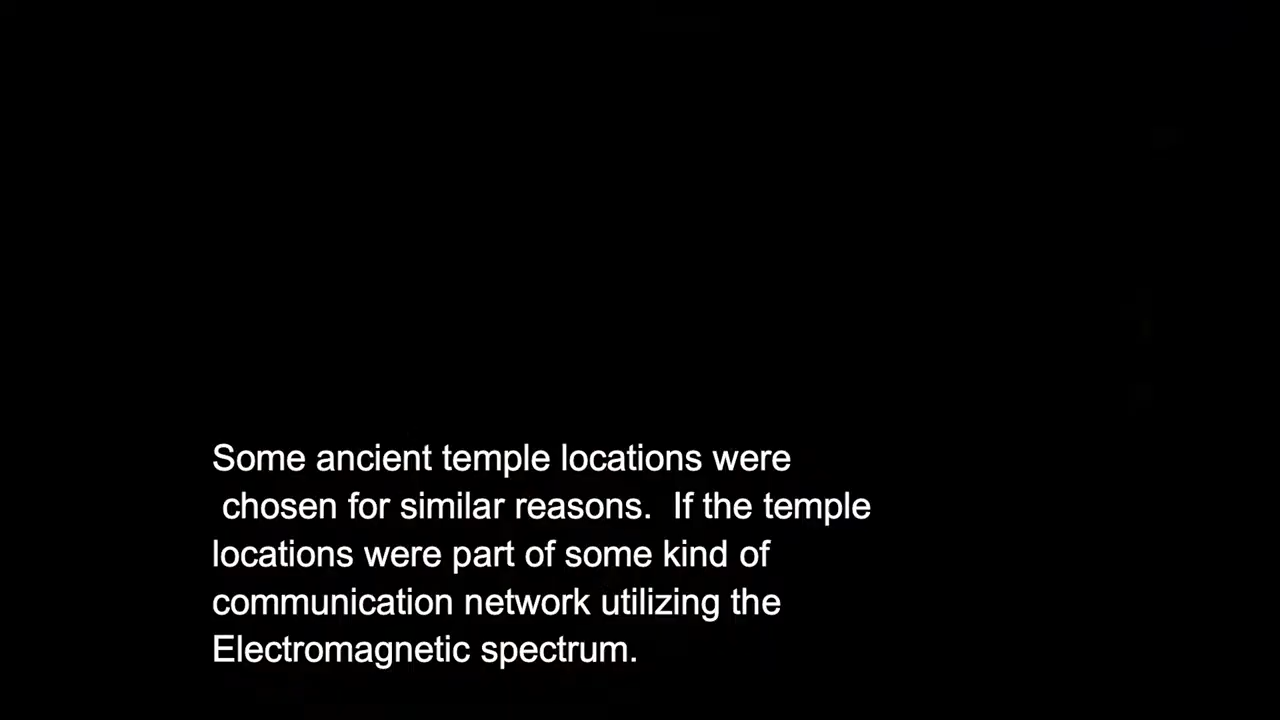 Some ancient temple locations were
chosen for similar reasons.  If the temple
locations were part of some kind of
communication network utilizing the
Electromagnetic spectrum.